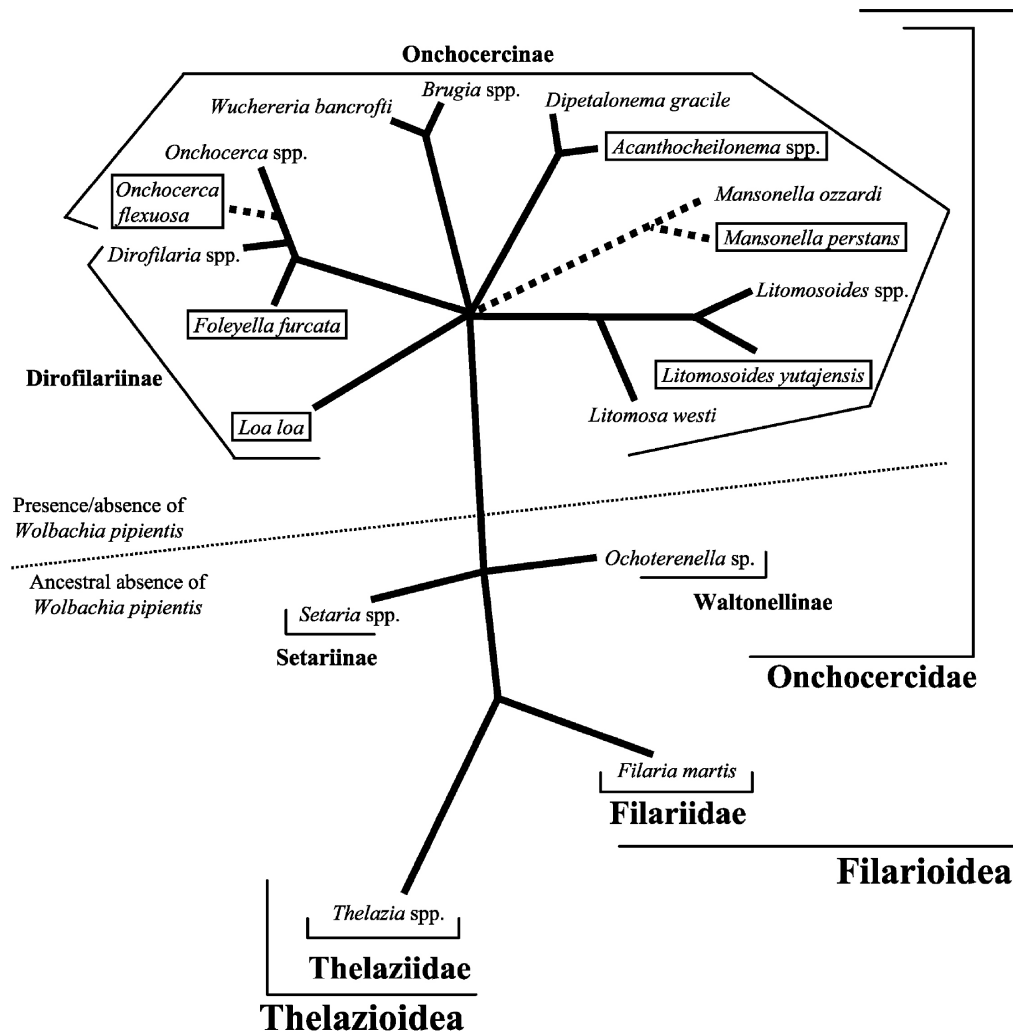 Onchocercinae
Brugia spp.
Wuchereria bancrofti
Dipetalonema gracile
Acanthocheilonema spp.
Onchocerca spp.
Onchocerca
flexuosa
Mansonella ozzardi
Mansonella perstans
Dirofilaria spp.
Litomosoides spp.
Foleyella furcata
Litomosoides yutajensis
Dirofilariinae
Litomosa westi
Loa loa
Presence/absence of
Wolbachia pipientis
Ochoterenella sp.
Ancestral absence of
Wolbachia pipientis
Waltonellinae
Setaria spp.
Setariinae
Onchocercidae
Filaria martis
Filariidae
Filarioidea
Thelazia spp.
Thelaziidae
Thelazioidea